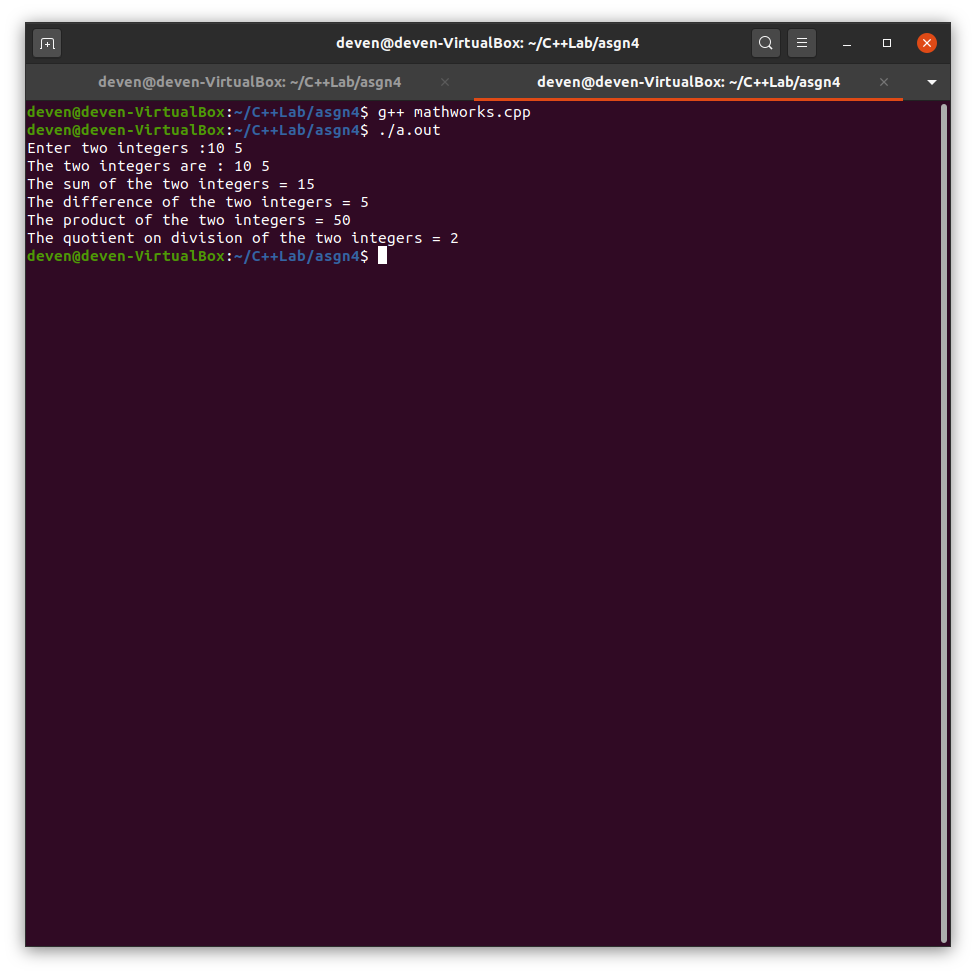 deven@deven-VirtualBox: ~/C++Lab/asgn4
deven@deven-VirtualBox: ~/C++Lab/asgn4 deven@deven-VirtualBox: ~/C++Lab/asgn4
deven@deven-VirtualBox:~/C++Lab/asgn4$ g++ mathworks.cpp
deven@deven-VirtualBox:~/C++Lab/asgn4$ ./a.out
Enter two integers :10 5
The two integers are : 10 5
The sum of the two integers = 15
The difference of the two integers = 5
The product of the two integers = 50
The quotient on division of the two integers = 2
deven@deven-VirtualBox:~/C++Lab/asgn4$